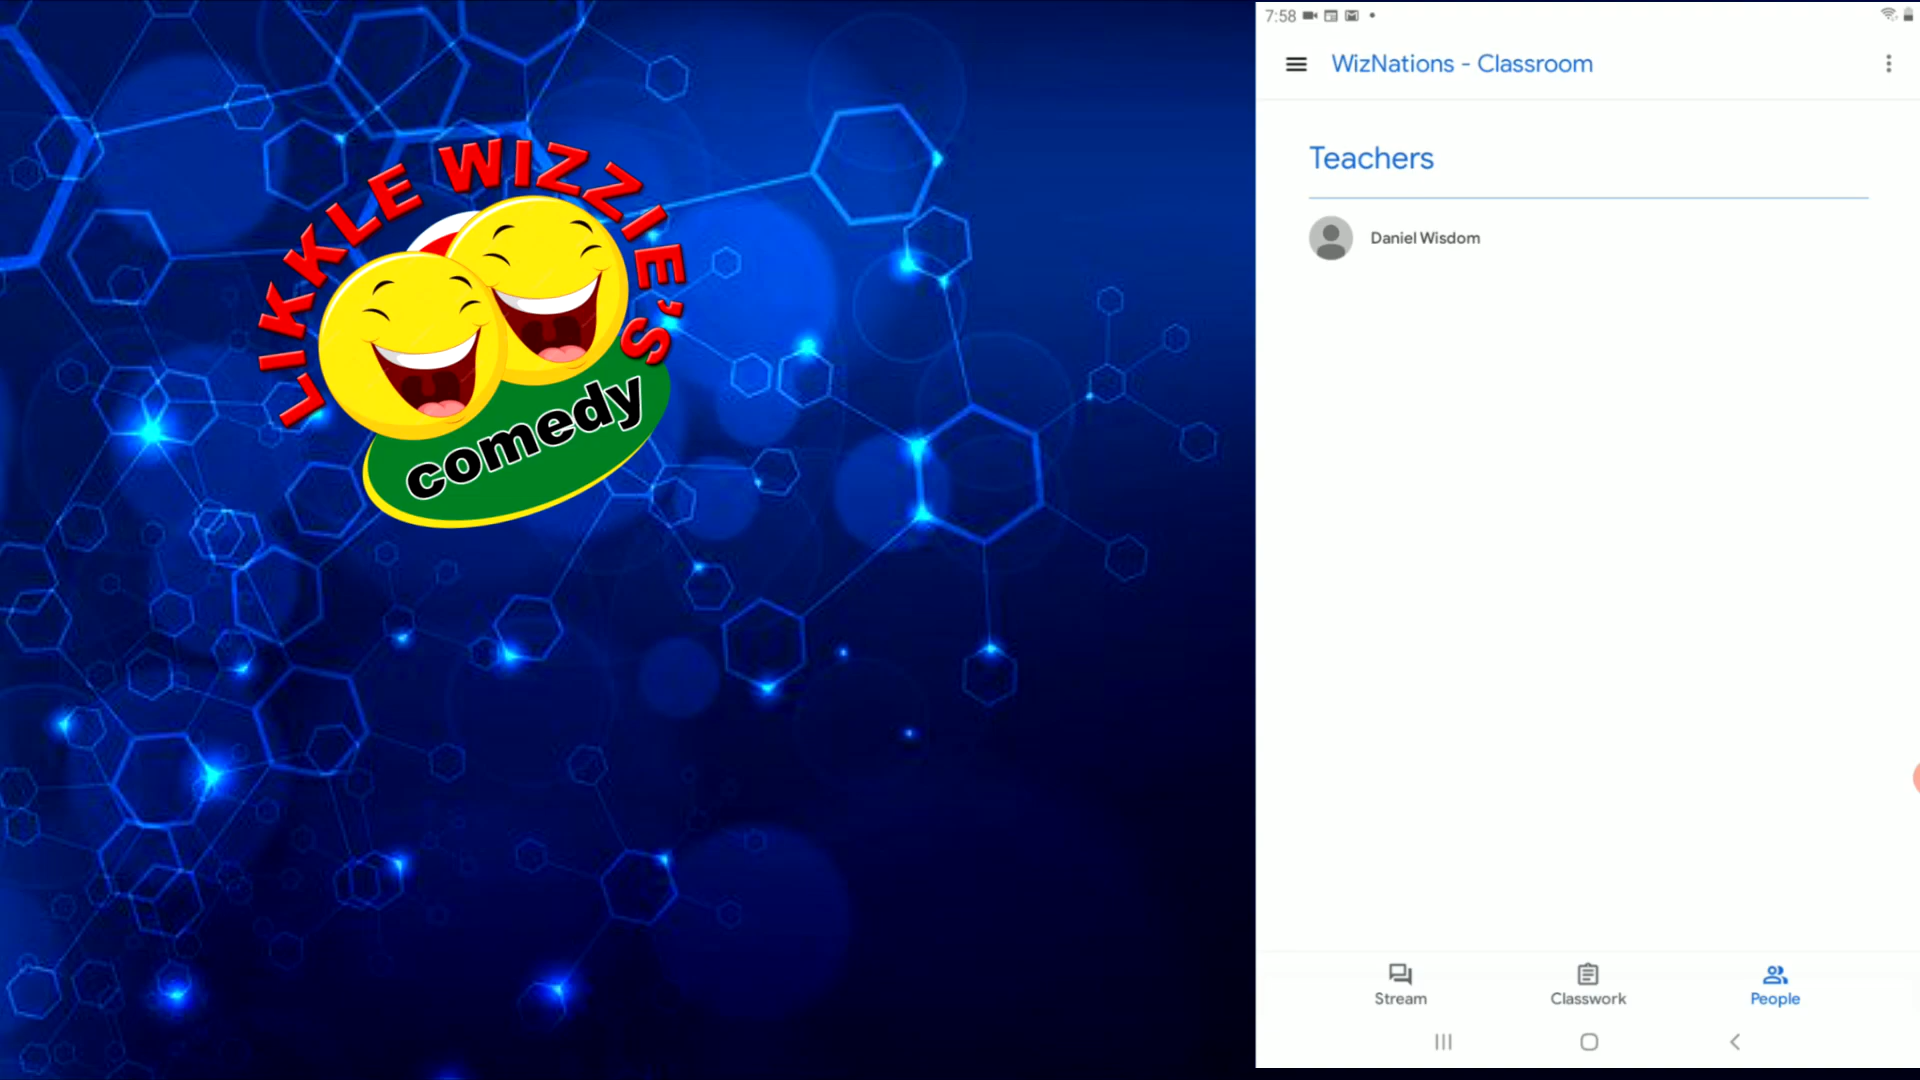 LIKKLE WIZZIE'S
comedy
7:58
WizNations - Classroom
Teachers
Daniel Wisdom
Stream
Classwork
People